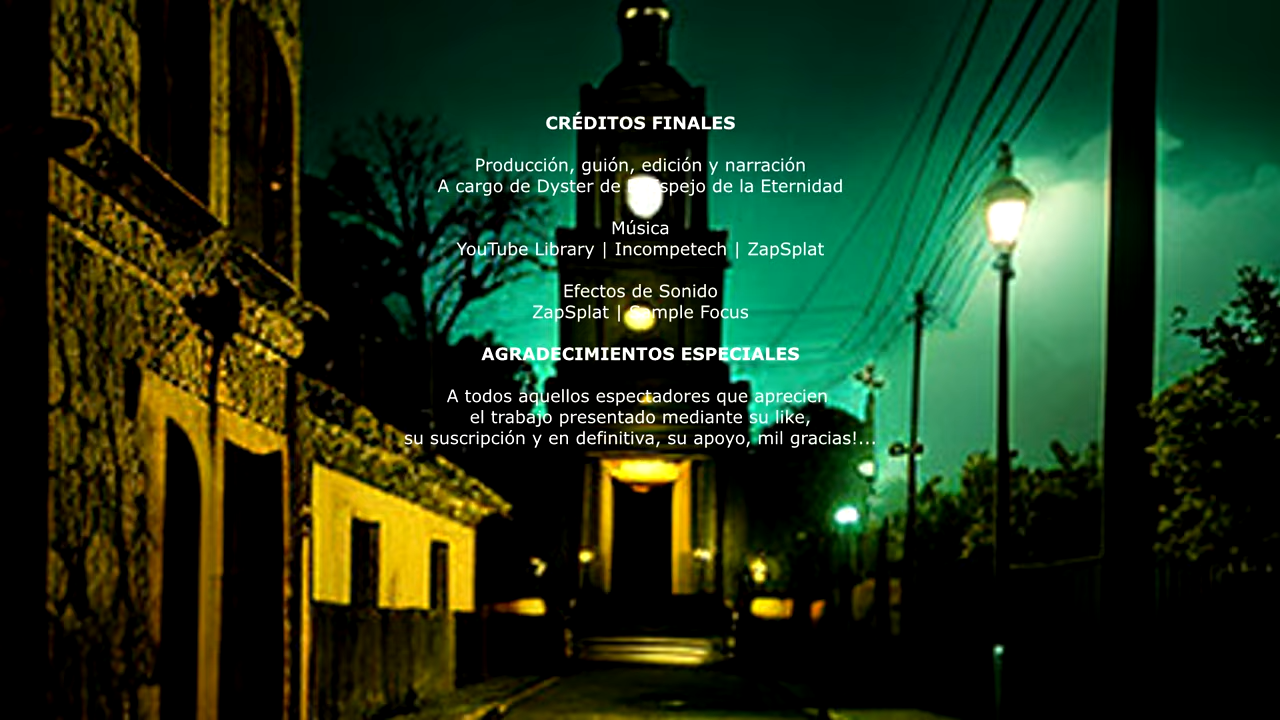 CRÉDITOS FINALES
Producción, guión, edición y narración
A cargo de Dyster de Espejo de la Eternidad
Música
YouTube Library | Incompetech | ZapSplat
Efectos de Sonido
ZapSplat | Sample Focus
AGRADECIMIENTOS ESPECIALES
A todos aquellos espectadores que aprecien
el trabajo presentado mediante su like,
su suscripción y en definitiva, su apoyo, mil gracias!...